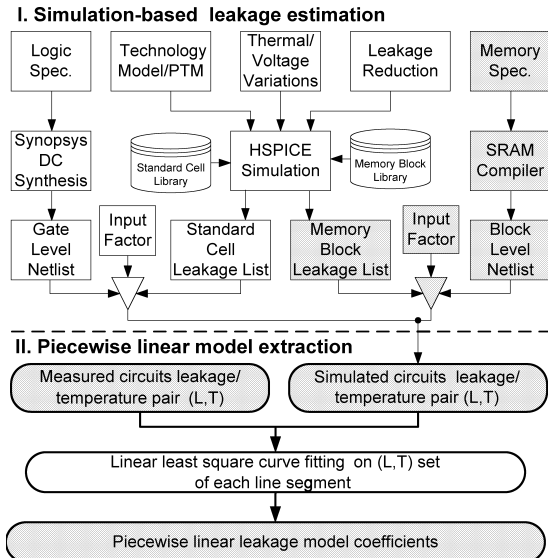 I. Simulation-based leakage estimation
Logic
Spec.
Technology
Model/PTM
Thermal/
Voltage
Variations
Leakage
Reduction
Memory
Spec.
Synopsys
DC
Synthesis
Standard Cell
Library
HSPICE
Simulation
Memory Block
Library
SRAM
Compiler
Gate
Level
Netlist
Input
Factor
Standard
Cell
Leakage List
Memory
Block
Leakage List
Input
Factor
Block
Level
Netlist
II. Piecewise linear model extraction
Measured circuits leakage/
temperature pair (L,T)
Simulated circuits leakage/
temperature pair (L,T)
Linear least square curve fitting on (L,T) set
of each line segment
Piecewise linear leakage model coefficients